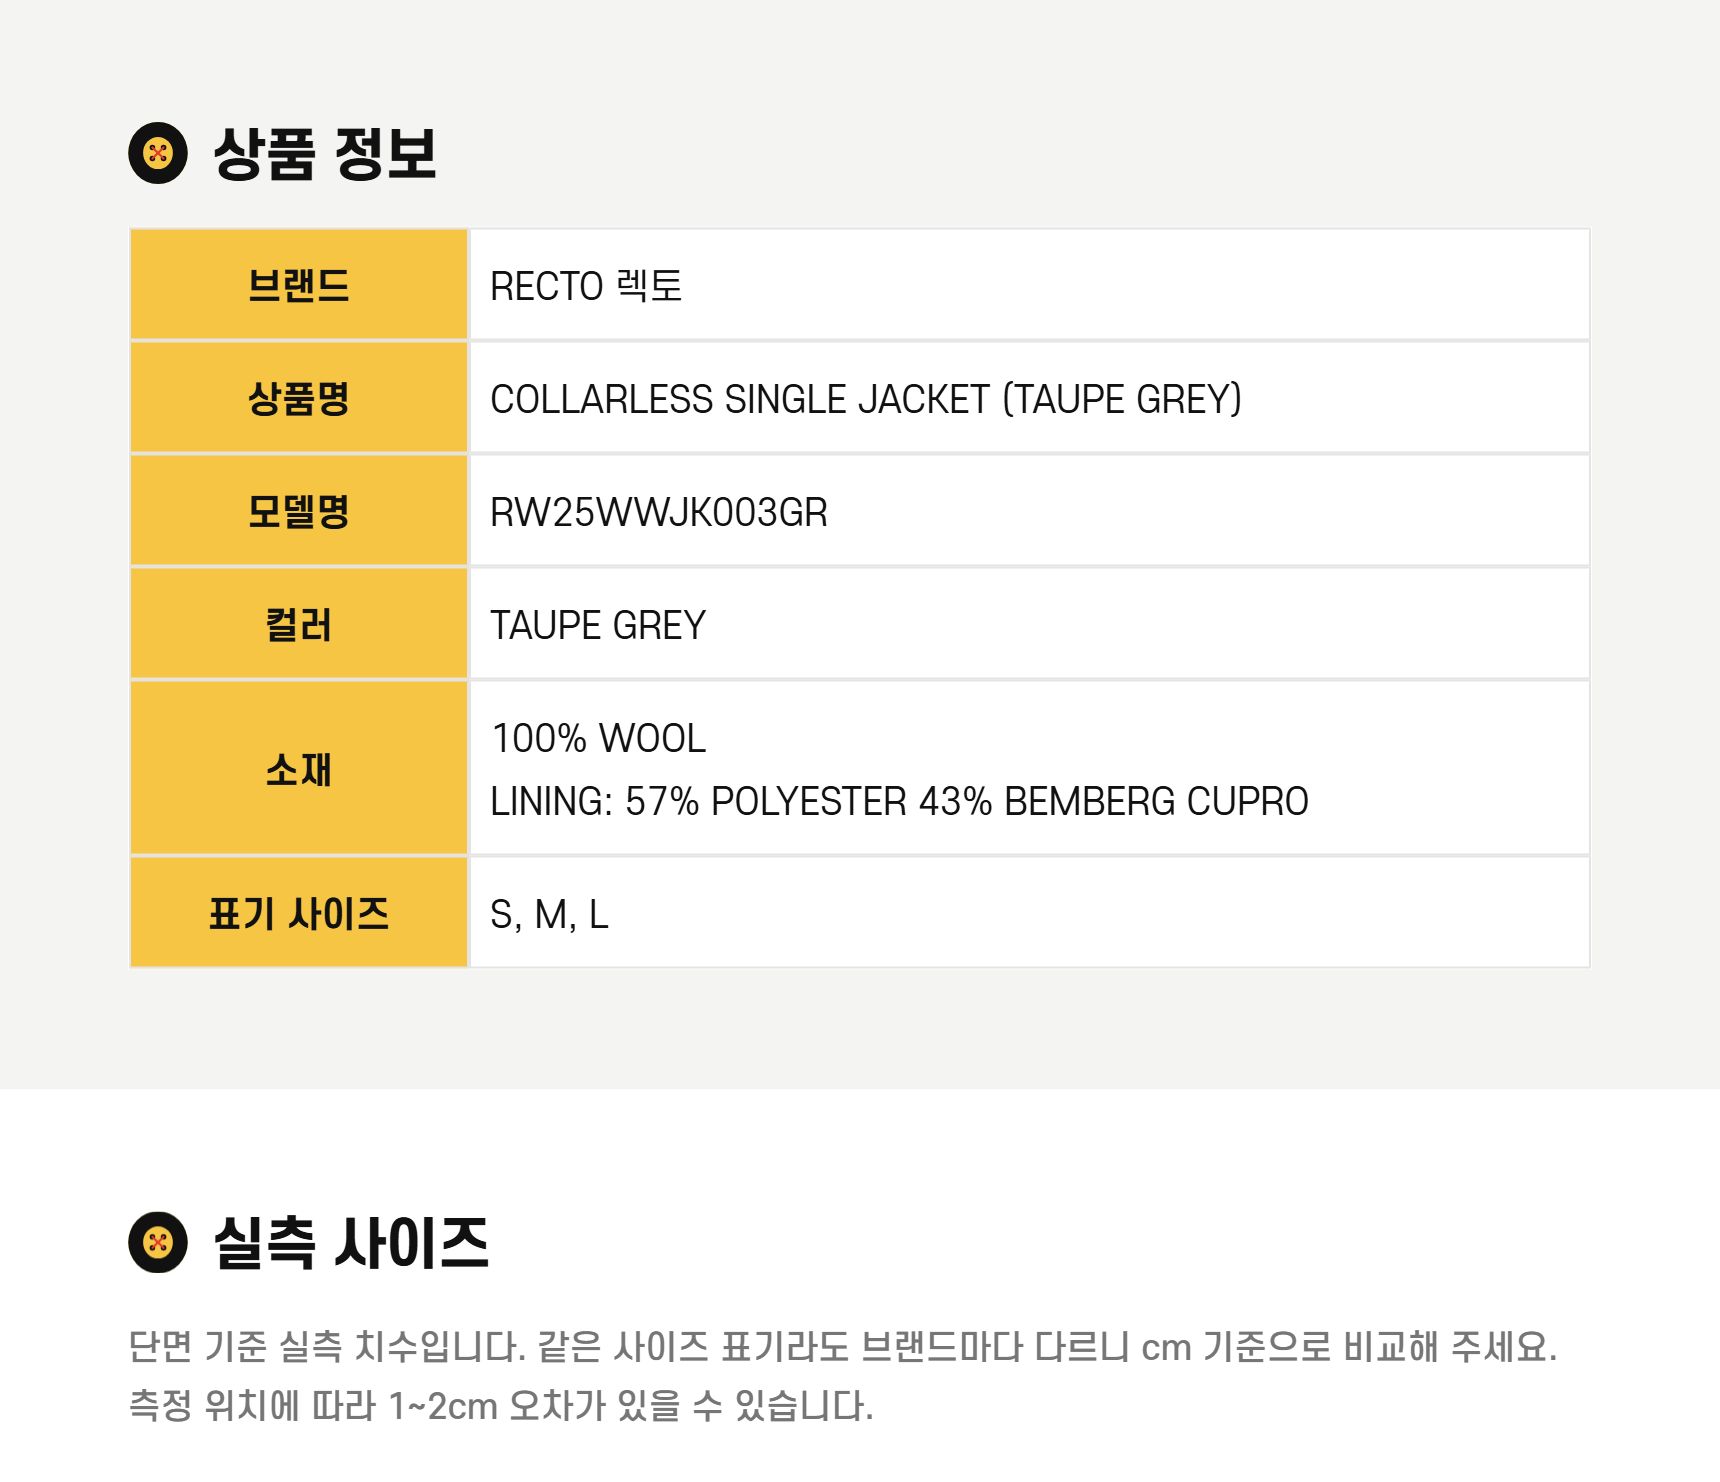 상품 정보
브랜드 RECTO 렉토
상품명 COLLARLESS SINGLE JACKET (TAUPE GREY)
모델명 RW25WWJK003GR
컬러 TAUPE GREY
소재 100% WOOL
LINING: 57% POLYESTER 43% BEMBERG CUPRO
표기 사이즈 S, M, L
실측 사이즈
단면 기준 실측 치수입니다. 같은 사이즈 표기라도 브랜드마다 다르니 cm 기준으로 비교해 주세요.
측정 위치에 따라 1~2cm 오차가 있을 수 있습니다.